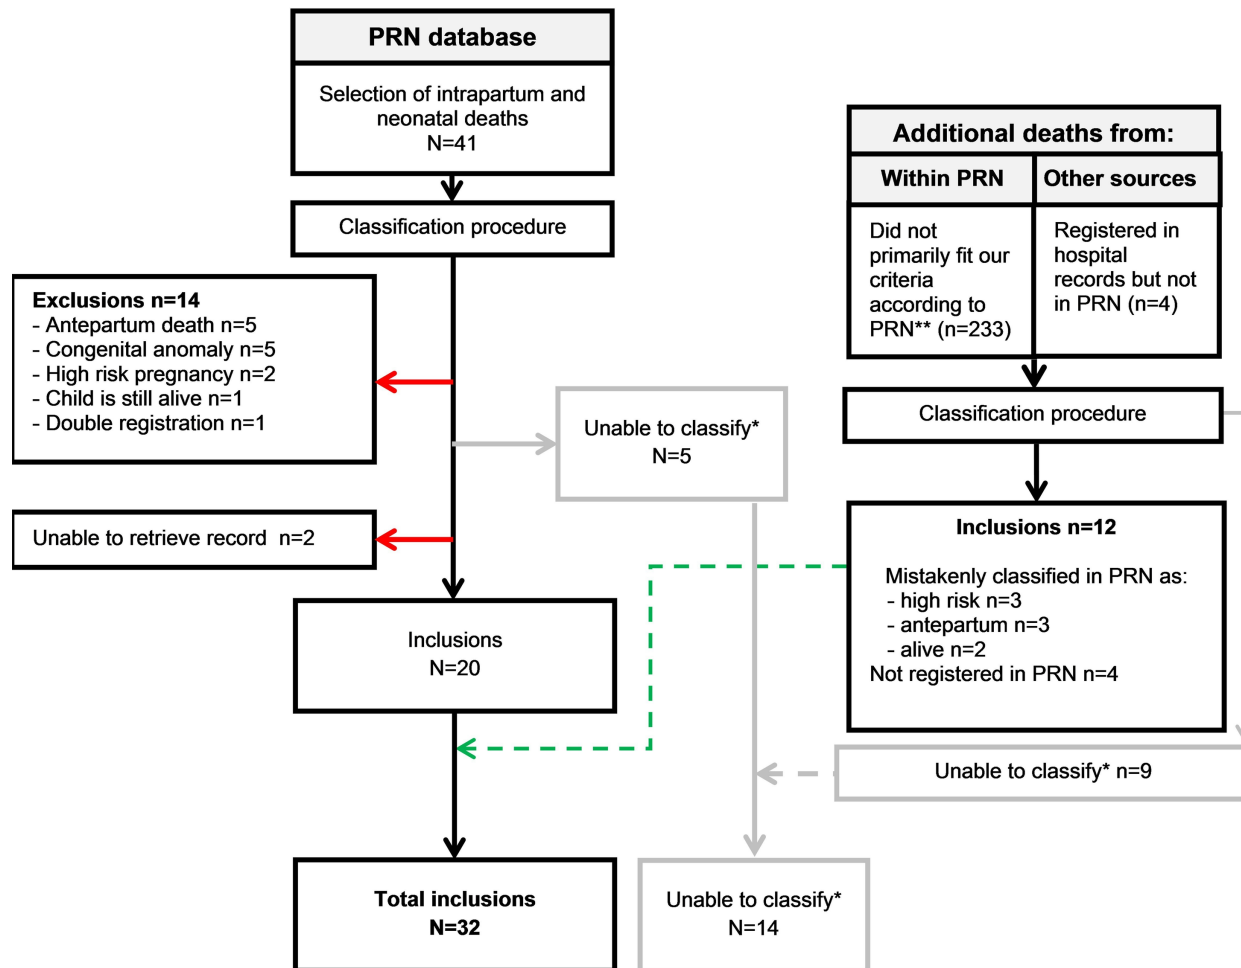 PRN database
Selection of intrapartum and
neonatal deaths
N=41
Classification procedure
Exclusions n=14
- Antepartum death n=5
- Congenital anomaly n=5
- High risk pregnancy n=2
- Child is still alive n=1
- Double registration n=1
Unable to classify*
N=5
Unable to retrieve record n=2
Inclusions
N=20
Total inclusions
N=32
Unable to classify*
N=14
Additional deaths from:
Within PRN
Other sources
Did not
primarily fit our
criteria
according to
PRN** (n=233)
Registered in
hospital
records but not
in PRN (n=4)
Classification procedure
Inclusions n=12
Mistakenly classified in PRN as:
- high risk n=3
- antepartum n=3
- alive n=2
Not registered in PRN n=4
Unable to classify* n=9